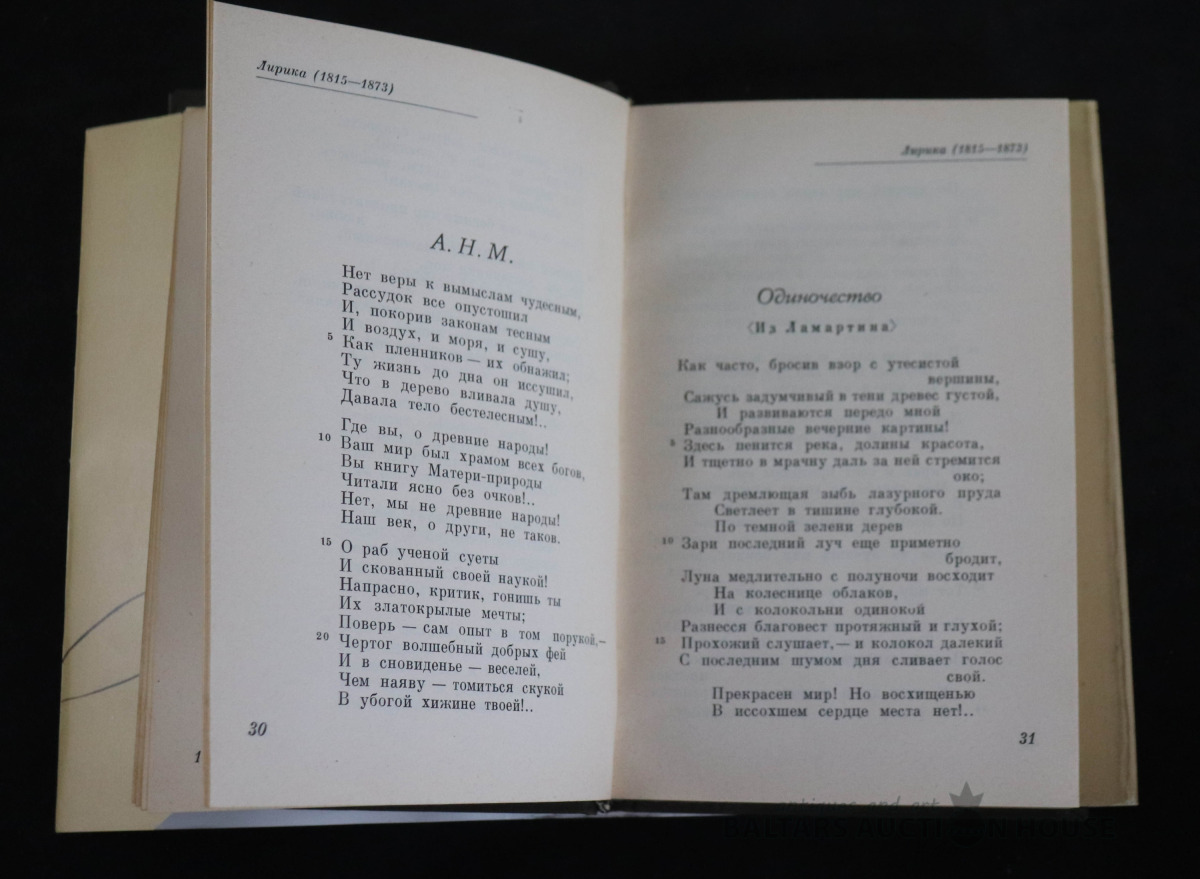 Лирика (1815—1873)
А. Н. М.
Нет веры к вымыслам чудесным,
Рассудок все опустошил
И, покорив законам тесным
И воздух, и моря, и сушу,
5 Как пленников — их обнажил;
Ту жизнь до дна он иссушил,
Что в дерево вливала душу,
Давала тело бестелесным!..
Где вы, о древние народы!
10 Ваш мир был храмом всех богов,
Вы книгу Матери-природы
Читали ясно без очков!..
Нет, мы не древние народы!
Наш век, о други, не таков.
15 О раб ученой суеты
И скованный своей наукой!
Напрасно, критик, гонишь ты
Их златокрылые мечты;
Поверь — сам опыт в том порукой,—
20 Чертог волшебный добрых фей
И в сновиденье — веселей,
Чем наяву — томиться скукой
В убогой хижине твоей!..
30
1
Лирика (1815—1873)
Одиночество
〈Из Ламартина〉
Как часто, бросив взор с утесистой
вершины,
Сажусь задумчивый в тени древес густой,
И развиваются передо мной
Разнообразные вечерние картины!
5 Здесь пенится река, долины красота,
И тщетно в мрачну даль за ней стремится
око;
Там дремлющая зыбь лазурного пруда
Светлеет в тишине глубокой.
По темной зелени дерев
10 Зари последний луч еще приметно
бродит,
Луна медлительно с полуночи восходит
На колеснице облаков,
И с колокольни одинокой
Разнесся благовест протяжный и глухой;
15 Прохожий слушает,— и колокол далекий
С последним шумом дня сливает голос
свой.
Прекрасен мир! Но восхищенью
В иссохшем сердце места нет!..
31
antiques and art
BALTARS AUCTION HOUSE